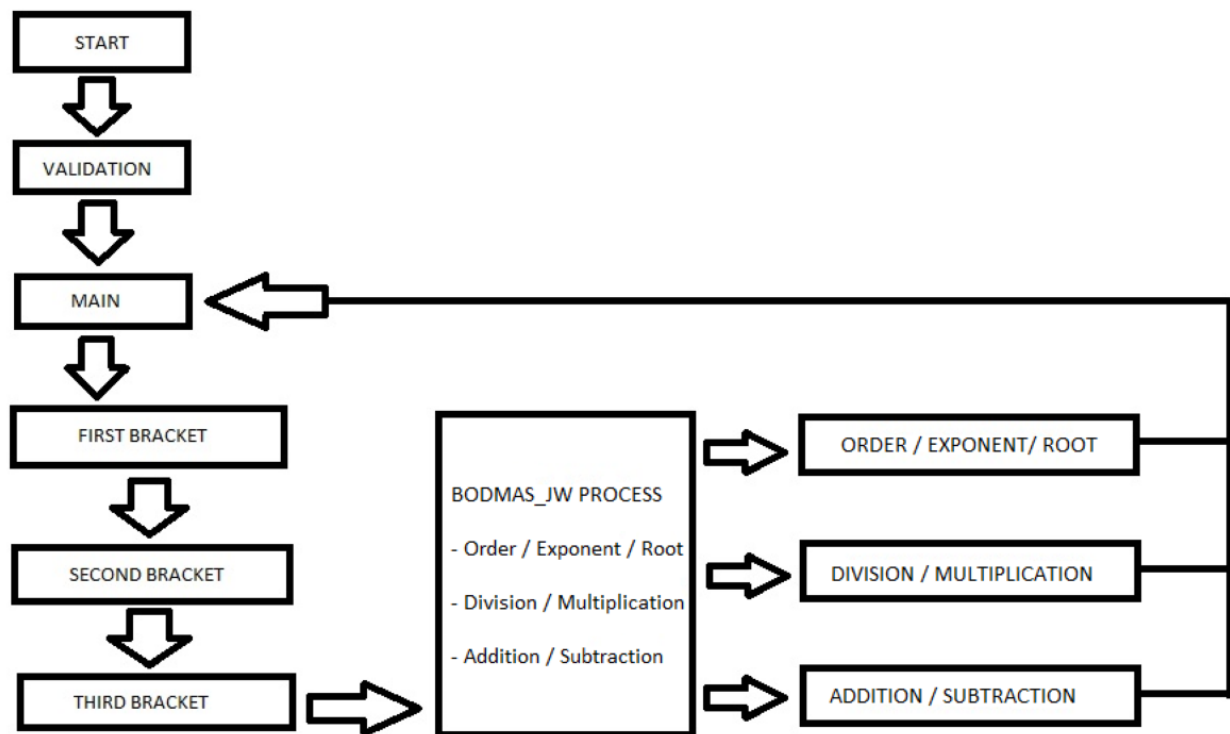 START
VALIDATION
MAIN
FIRST BRACKET
SECOND BRACKET
THIRD BRACKET
BODMAS_JW PROCESS
- Order / Exponent / Root
- Division / Multiplication
- Addition / Subtraction
ORDER / EXPONENT/ ROOT
DIVISION / MULTIPLICATION
ADDITION / SUBTRACTION